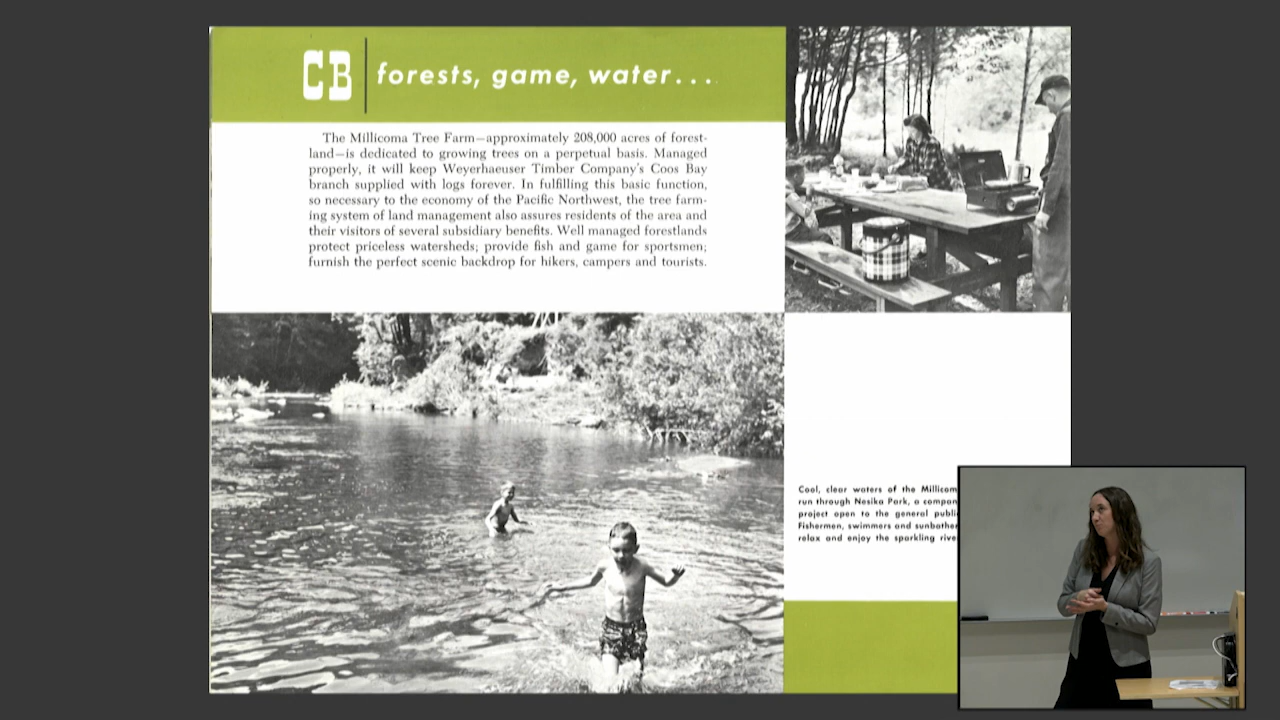 CB
forests, game, water...
The Millicoma Tree Farm—approximately 208,000 acres of forest-
land—is dedicated to growing trees on a perpetual basis. Managed
properly, it will keep Weyerhaeuser Timber Company's Coos Bay
branch supplied with logs forever. In fulfilling this basic function,
so necessary to the economy of the Pacific Northwest, the tree farm-
ing system of land management also assures residents of the area and
their visitors of several subsidiary benefits. Well managed forestlands
protect priceless watersheds; provide fish and game for sportsmen;
furnish the perfect scenic backdrop for hikers, campers and tourists.
Cool, clear waters of the Millicom
run through Nesika Park, a compan
project open to the general publi
Fishermen, swimmers and sunbather
relax and enjoy the sparkling rive